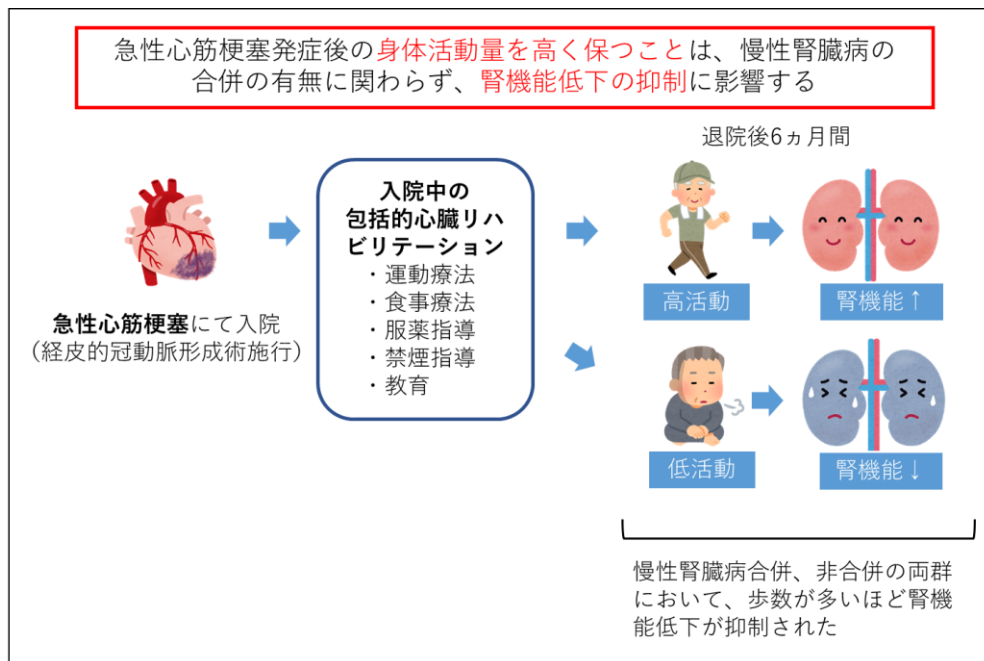 急性心筋梗塞発症後の身体活動量を高く保つことは、慢性腎臓病の
合併の有無に関わらず、腎機能低下の抑制に影響する
退院後6ヵ月間
入院中の
包括的心臓リハ
ビリテーション
・運動療法
・食事療法
・服薬指導
・禁煙指導
・教育
急性心筋梗塞にて入院
（経皮的冠動脈形成術施行）
高活動
腎機能↑
低活動
腎機能↓
慢性腎臓病合併、非合併の両群
において、歩数が多いほど腎機
能低下が抑制された